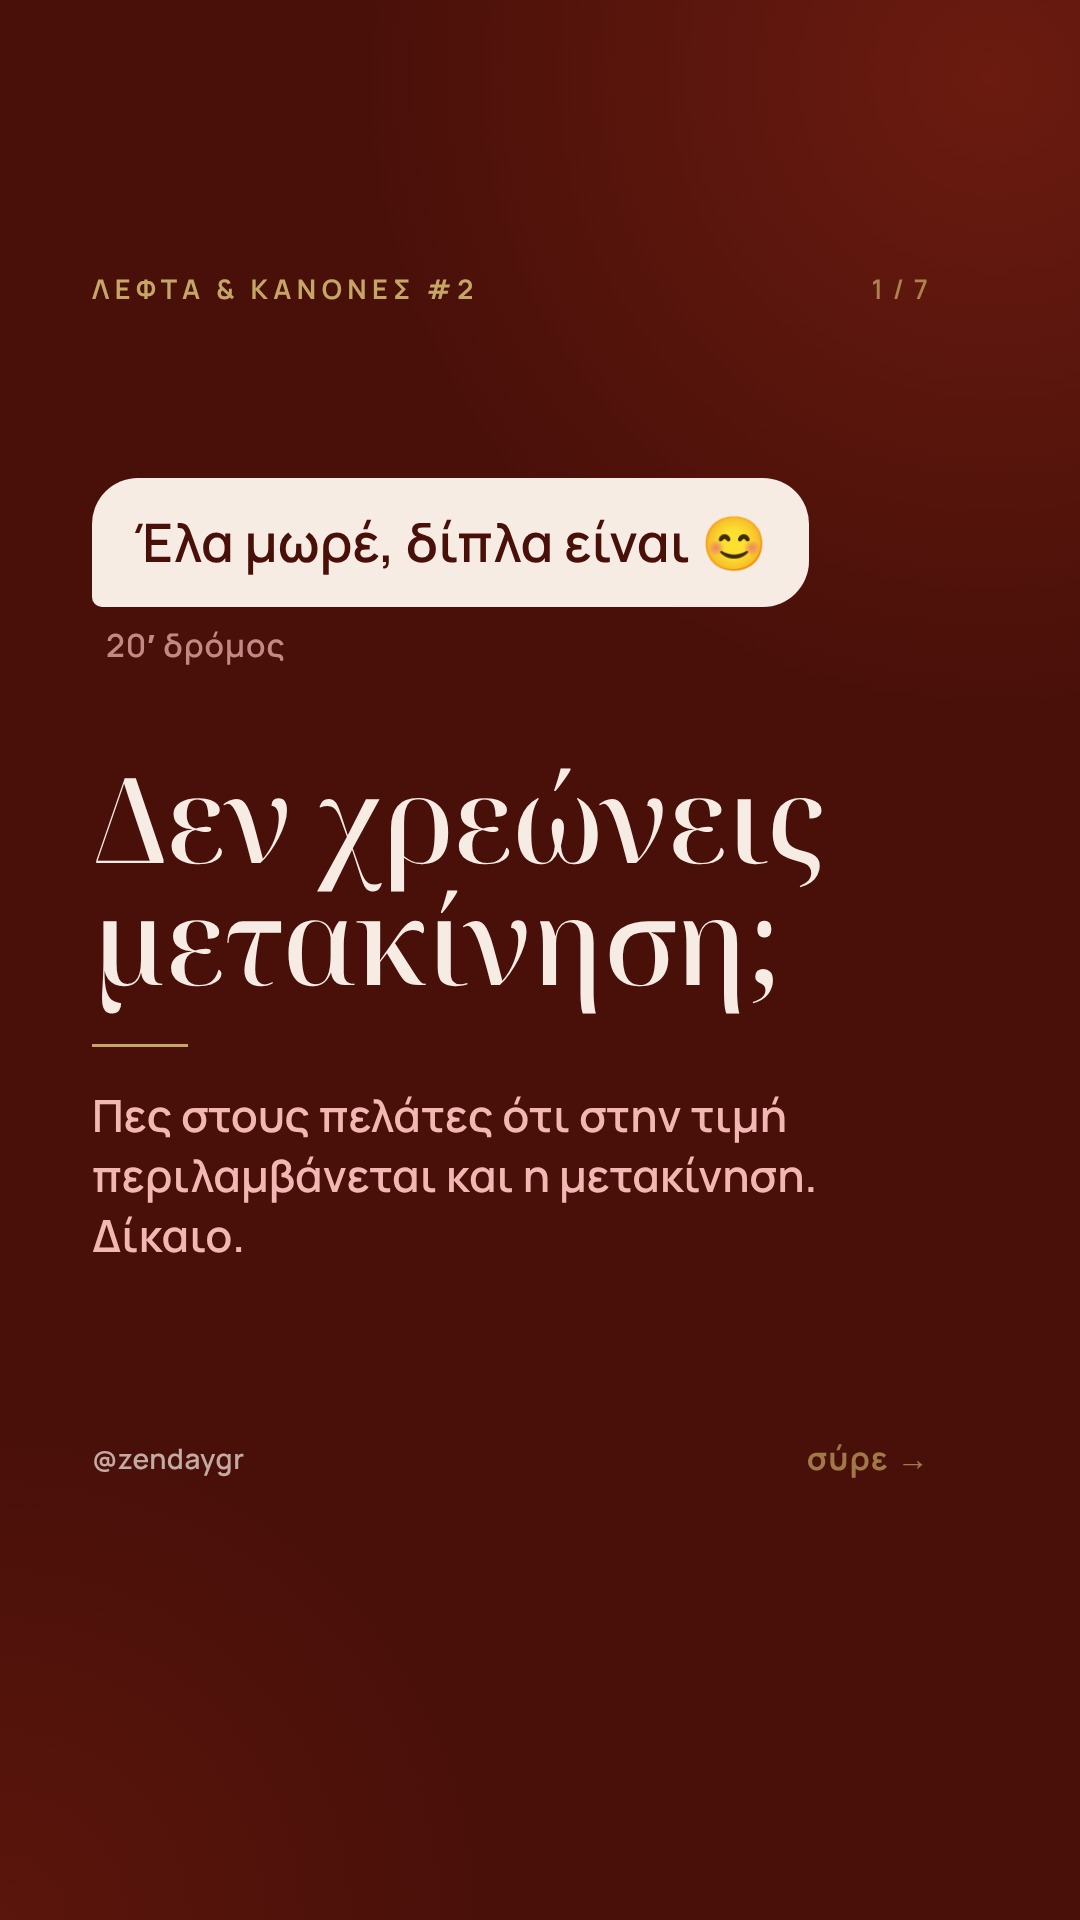 ΛΕΦΤΑ & ΚΑΝΟΝΕΣ #2
1 / 7
Έλα μωρέ, δίπλα είναι 😊
20′ δρόμος
Δεν χρεώνεις
μετακίνηση;
Πες στους πελάτες ότι στην τιμή
περιλαμβάνεται και η μετακίνηση.
Δίκαιο.
@zendaygr
σύρε →